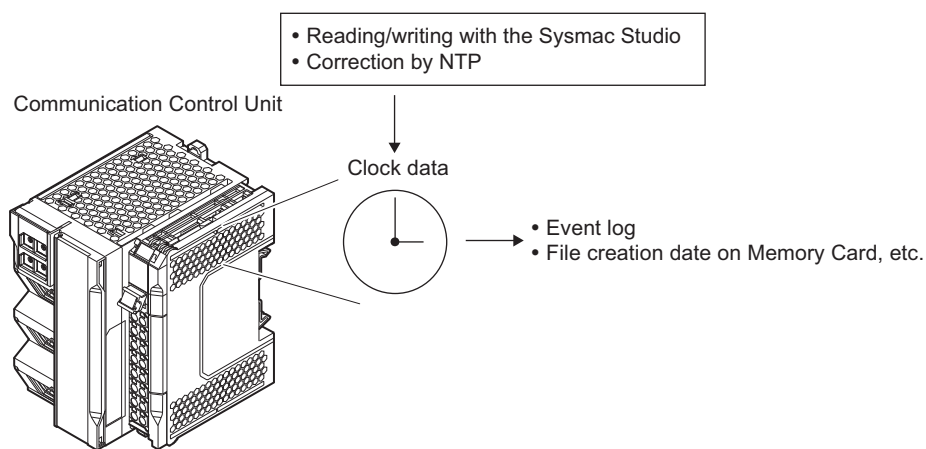 • Reading/writing with the Sysmac Studio
• Correction by NTP
Communication Control Unit
Clock data
• Event log
• File creation date on Memory Card, etc.